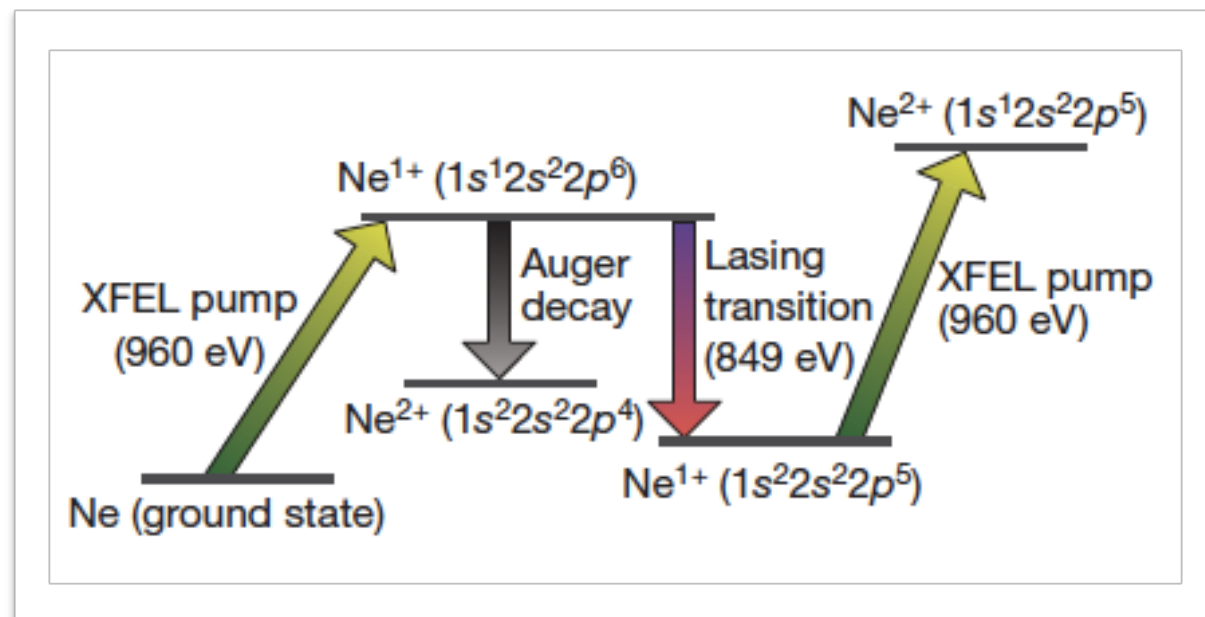 Ne²⁺ (1s¹2s²2p⁵)
Ne¹⁺ (1s¹2s²2p⁶)
XFEL pump
(960 eV)
Auger
decay
Lasing
transition
(849 eV)
XFEL pump
(960 eV)
Ne²⁺ (1s²2s²2p⁴)
Ne¹⁺ (1s²2s²2p⁵)
Ne (ground state)